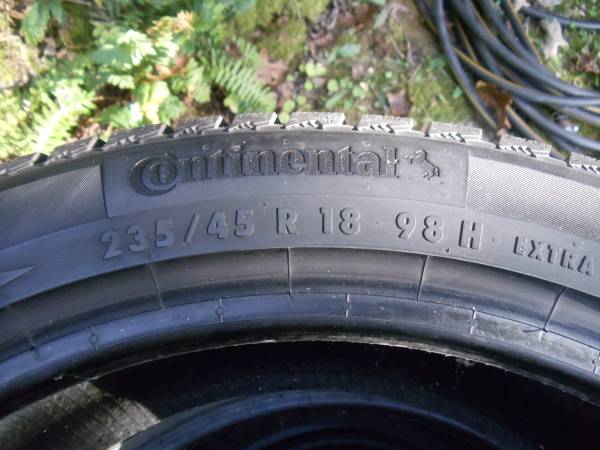 Continental
235/45 R 18 98 H EXTRA